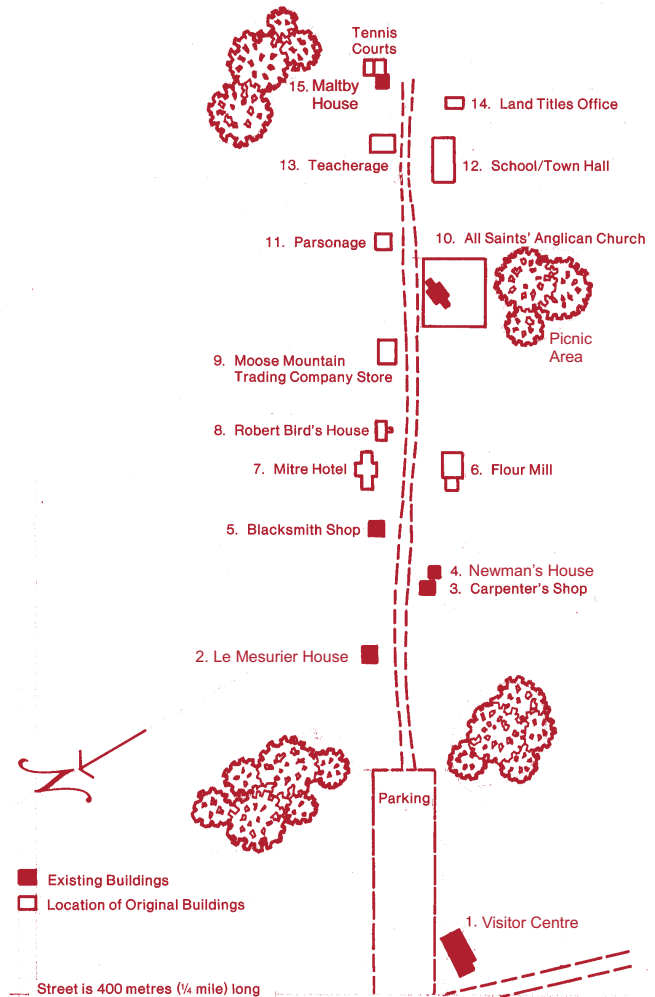 Tennis
Courts
15. Maltby
House
14. Land Titles Office
13. Teacherage
12. School/Town Hall
11. Parsonage
10. All Saints' Anglican Church
Picnic
Area
9. Moose Mountain
Trading Company Store
8. Robert Bird's House
7. Mitre Hotel
6. Flour Mill
5. Blacksmith Shop
4. Newman's House
3. Carpenter's Shop
2. Le Mesurier House
N
Parking
Existing Buildings
Location of Original Buildings
1. Visitor Centre
Street is 400 metres (¼ mile) long